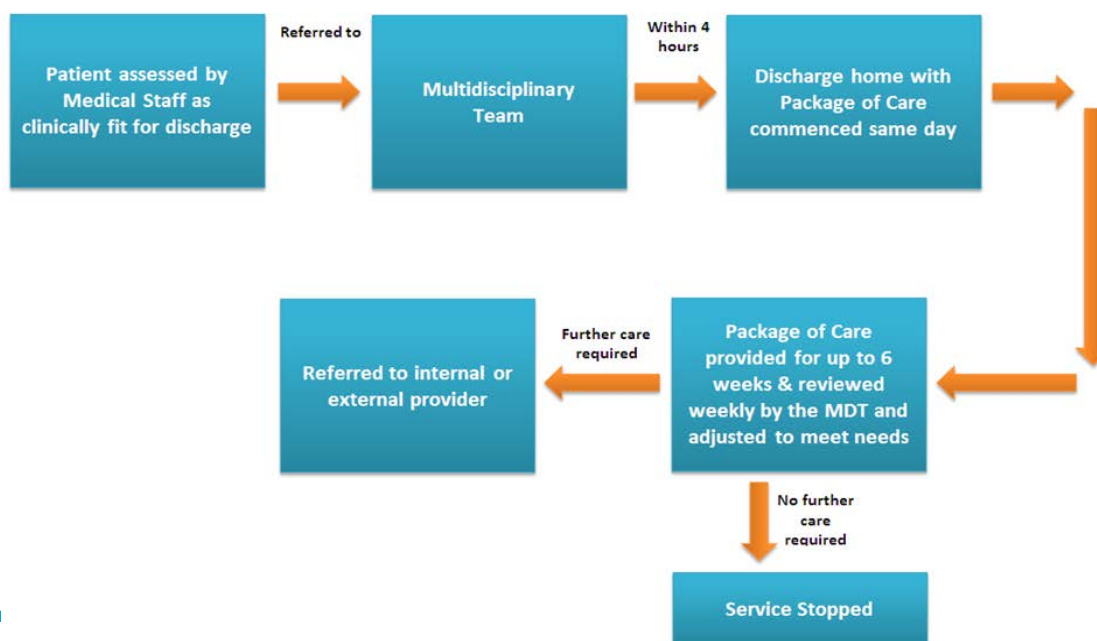 Patient assessed by
Medical Staff as
clinically fit for discharge
Referred to
Multidisciplinary
Team
Within 4
hours
Discharge home with
Package of Care
commenced same day
Package of Care
provided for up to 6
weeks & reviewed
weekly by the MDT and
adjusted to meet needs
Further care
required
Referred to internal or
external provider
No further
care
required
Service Stopped